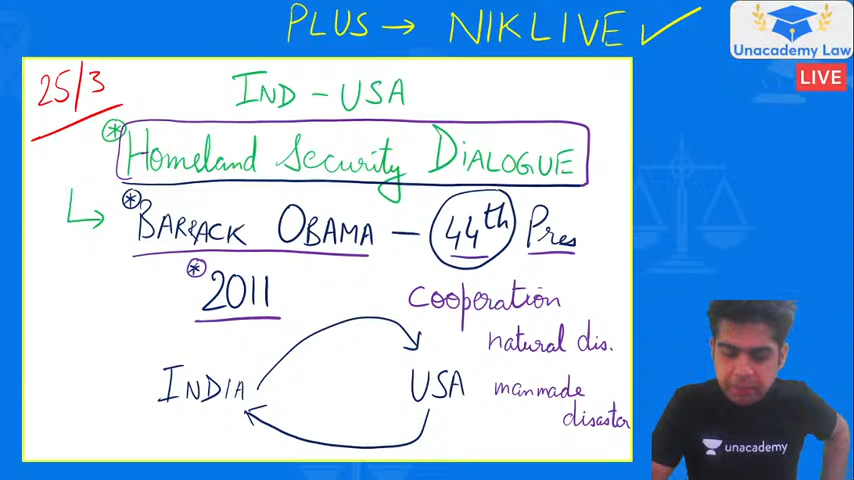 PLUS → NIKLIVE ✓
Unacademy Law
LIVE
25/3
IND - USA
* Homeland Security DIALOGUE
↳ * BARRACK OBAMA - 44th Pres
* 2011
cooperation
natural dis.
INDIA USA
manmade
disaster
unacademy